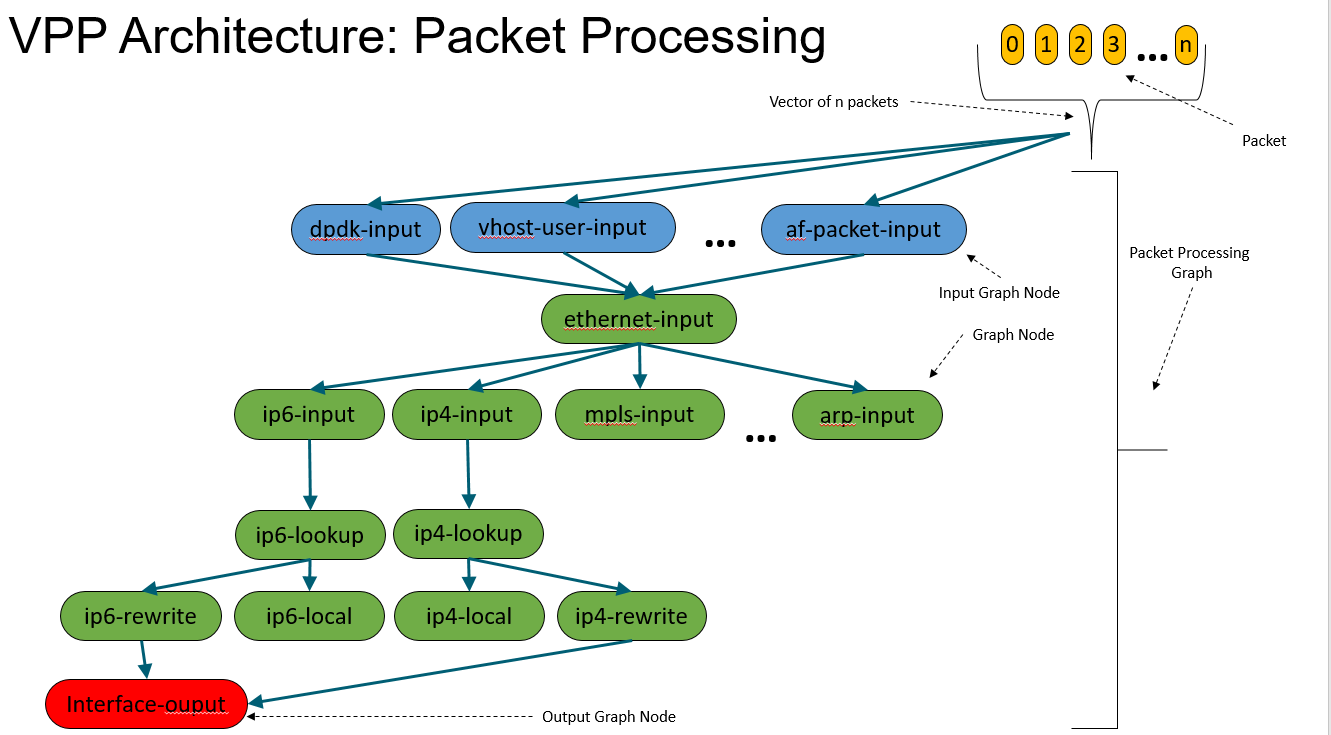 VPP Architecture: Packet Processing
0 1 2 3 ... n
Vector of n packets
Packet
dpdk-input
vhost-user-input
...
af-packet-input
Packet Processing
Graph
Input Graph Node
ethernet-input
Graph Node
ip6-input
ip4-input
mpls-input
...
arp-input
ip6-lookup
ip4-lookup
ip6-rewrite
ip6-local
ip4-local
ip4-rewrite
Interface-ouput
Output Graph Node